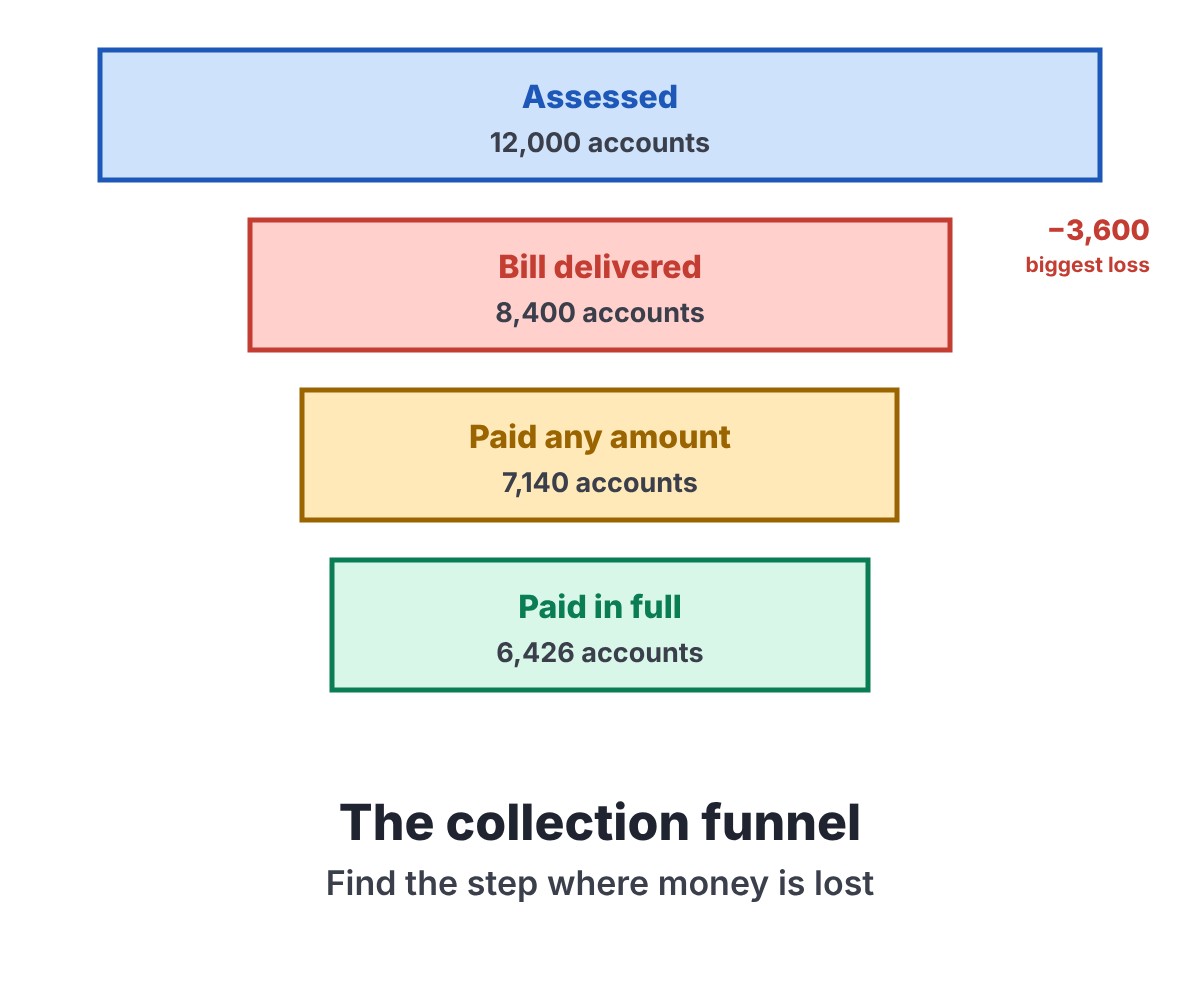 Assessed
12,000 accounts
−3,600
biggest loss
Bill delivered
8,400 accounts
Paid any amount
7,140 accounts
Paid in full
6,426 accounts
The collection funnel
Find the step where money is lost